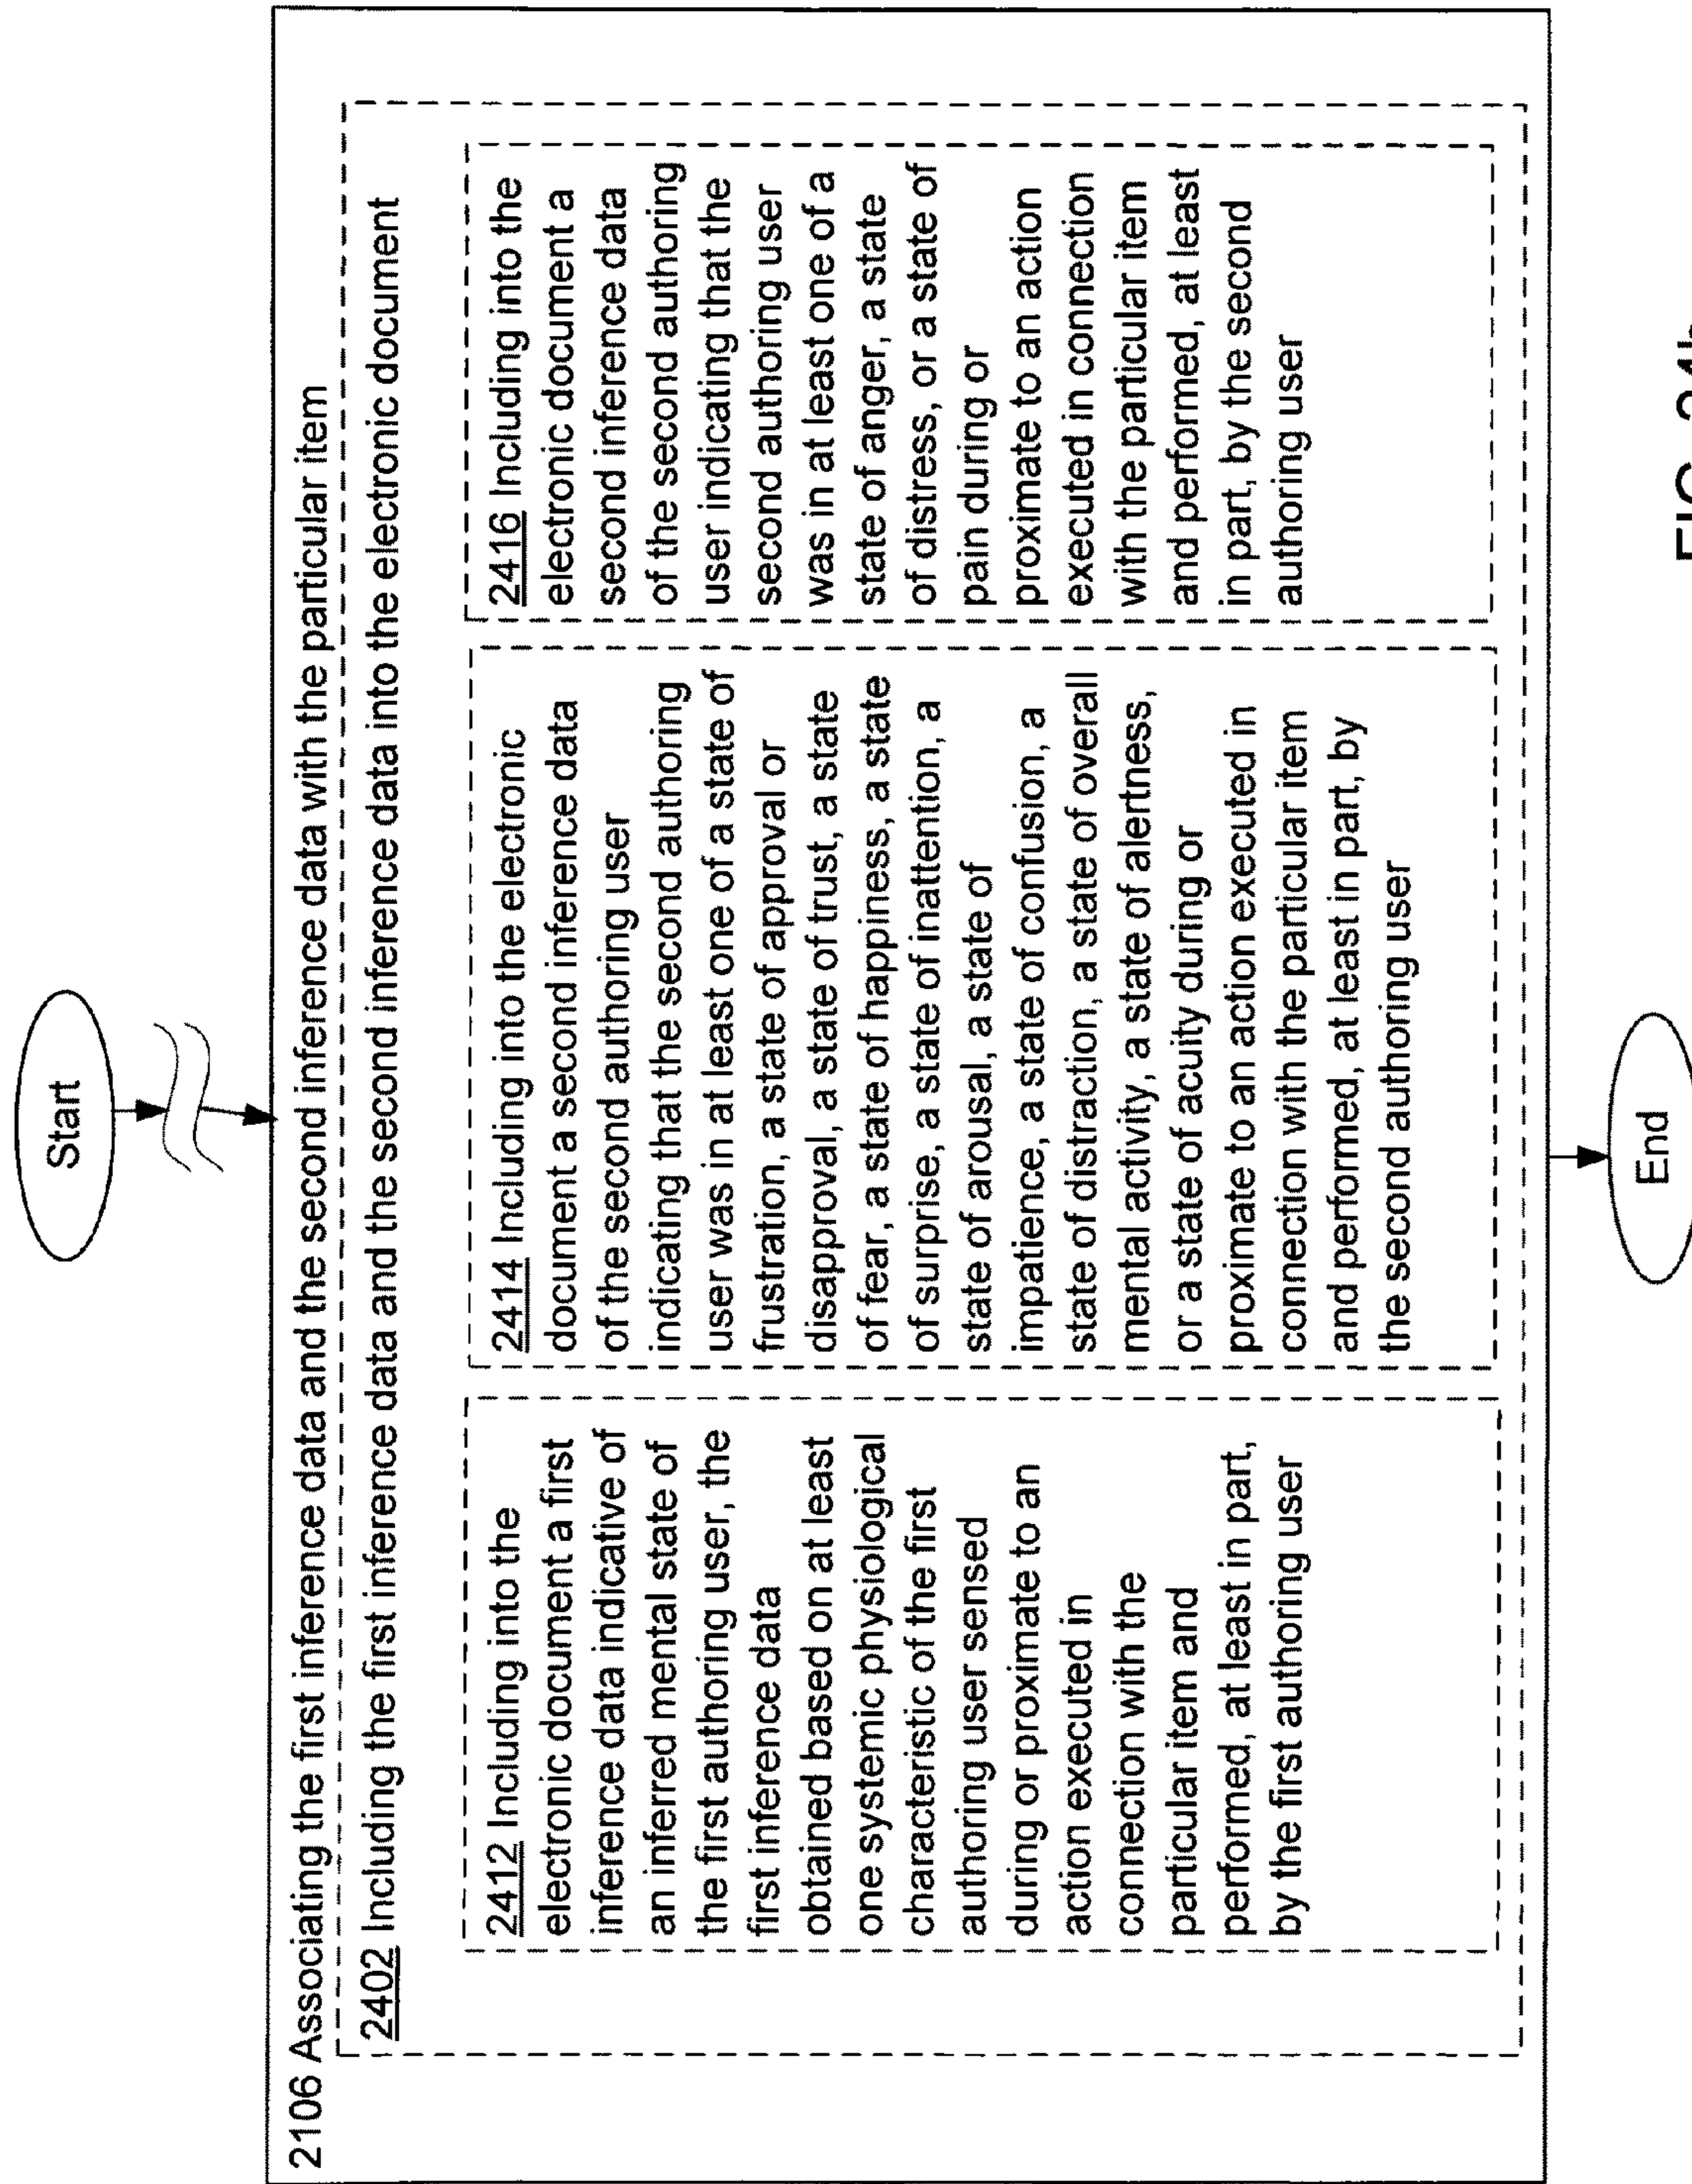 Start
2106 Associating the first inference data and the second inference data with the particular item
2402 Including the first inference data and the second inference data into the electronic document
2412 Including into the
electronic document a first
inference data indicative of
an inferred mental state of
the first authoring user, the
first inference data
obtained based on at least
one systemic physiological
characteristic of the first
authoring user sensed
during or proximate to an
action executed in
connection with the
particular item and
performed, at least in part,
by the first authoring user
2414 Including into the electronic
document a second inference data
of the second authoring user
indicating that the second authoring
user was in at least one of a state of
frustration, a state of approval or
disapproval, a state of trust, a state
of fear, a state of happiness, a state
of surprise, a state of inattention, a
state of arousal, a state of
impatience, a state of confusion, a
state of distraction, a state of overall
mental activity, a state of alertness,
or a state of acuity during or
proximate to an action executed in
connection with the particular item
and performed, at least in part, by
the second authoring user
2416 Including into the
electronic document a
second inference data
of the second authoring
user indicating that the
second authoring user
was in at least one of a
state of anger, a state
of distress, or a state of
pain during or
proximate to an action
executed in connection
with the particular item
and performed, at least
in part, by the second
authoring user
End